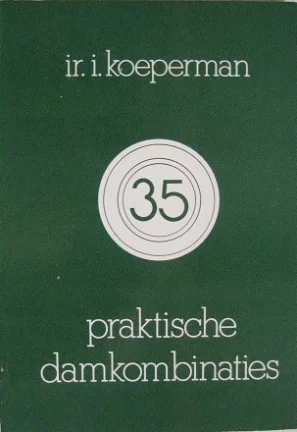 ir. i. koeperman
35
praktische
damkombinaties